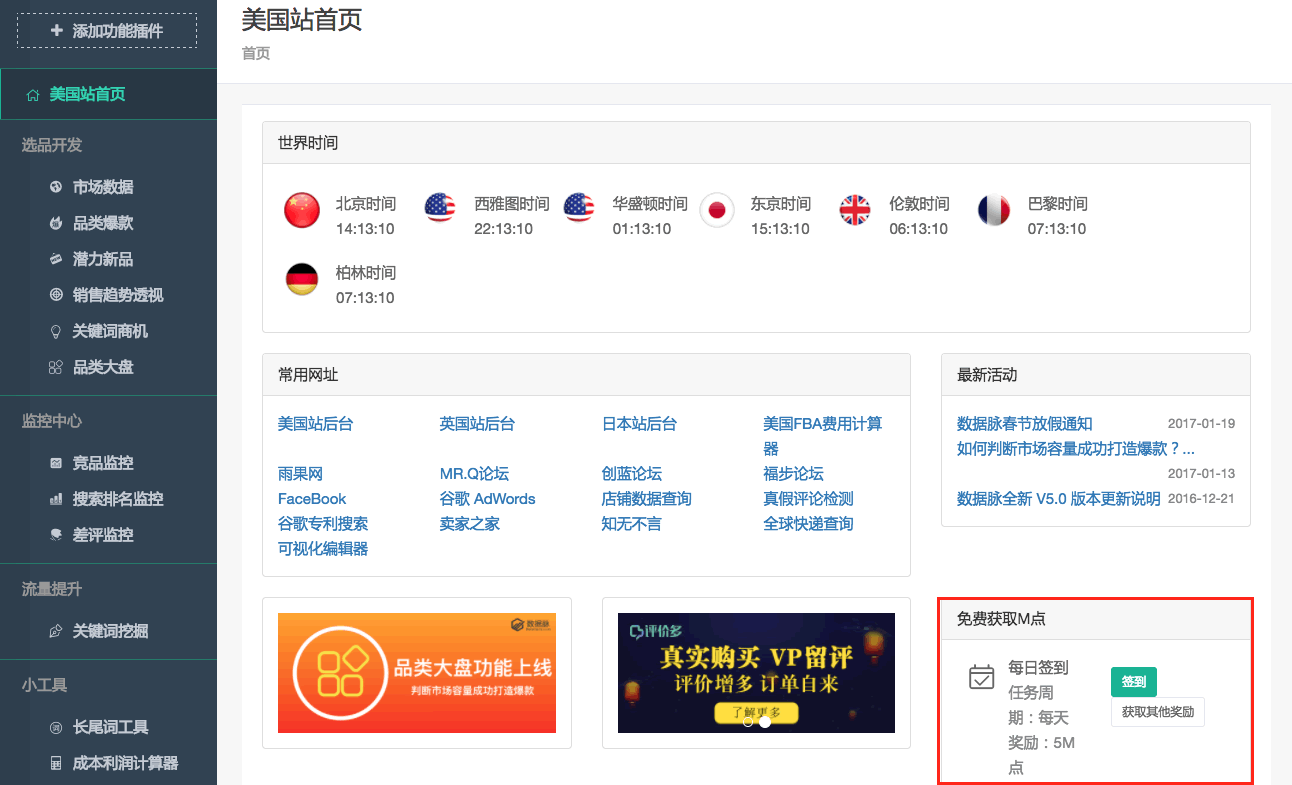 添加功能插件
美国站首页
选品开发
市场数据
品类爆款
潜力新品
销售趋势透视
关键词商机
品类大盘
监控中心
竞品监控
搜索排名监控
差评监控
流量提升
关键词挖掘
小工具
长尾词工具
成本利润计算器
美国站首页
首页
世界时间
北京时间 西雅图时间 华盛顿时间 东京时间 伦敦时间 巴黎时间
14:13:10 22:13:10 01:13:10 15:13:10 06:13:10 07:13:10
柏林时间
07:13:10
常用网址
美国站后台 英国站后台 日本站后台 美国FBA费用计算
器
雨果网 MR.Q论坛 创蓝论坛 福步论坛
FaceBook 谷歌 AdWords 店铺数据查询 真假评论检测
谷歌专利搜索 卖家之家 知无不言 全球快递查询
可视化编辑器
最新活动
数据脉春节放假通知 2017-01-19
如何判断市场容量成功打造爆款？...
2017-01-13
数据脉全新 V5.0 版本更新说明 2016-12-21
数据脉
品类大盘功能上线
判断市场容量成功打造爆款
评价多
真实购买 VP留评
评价增多 订单自来
了解更多
免费获取M点
每日签到
任务周
期：每天
奖励：5M
点
签到
获取其他奖励